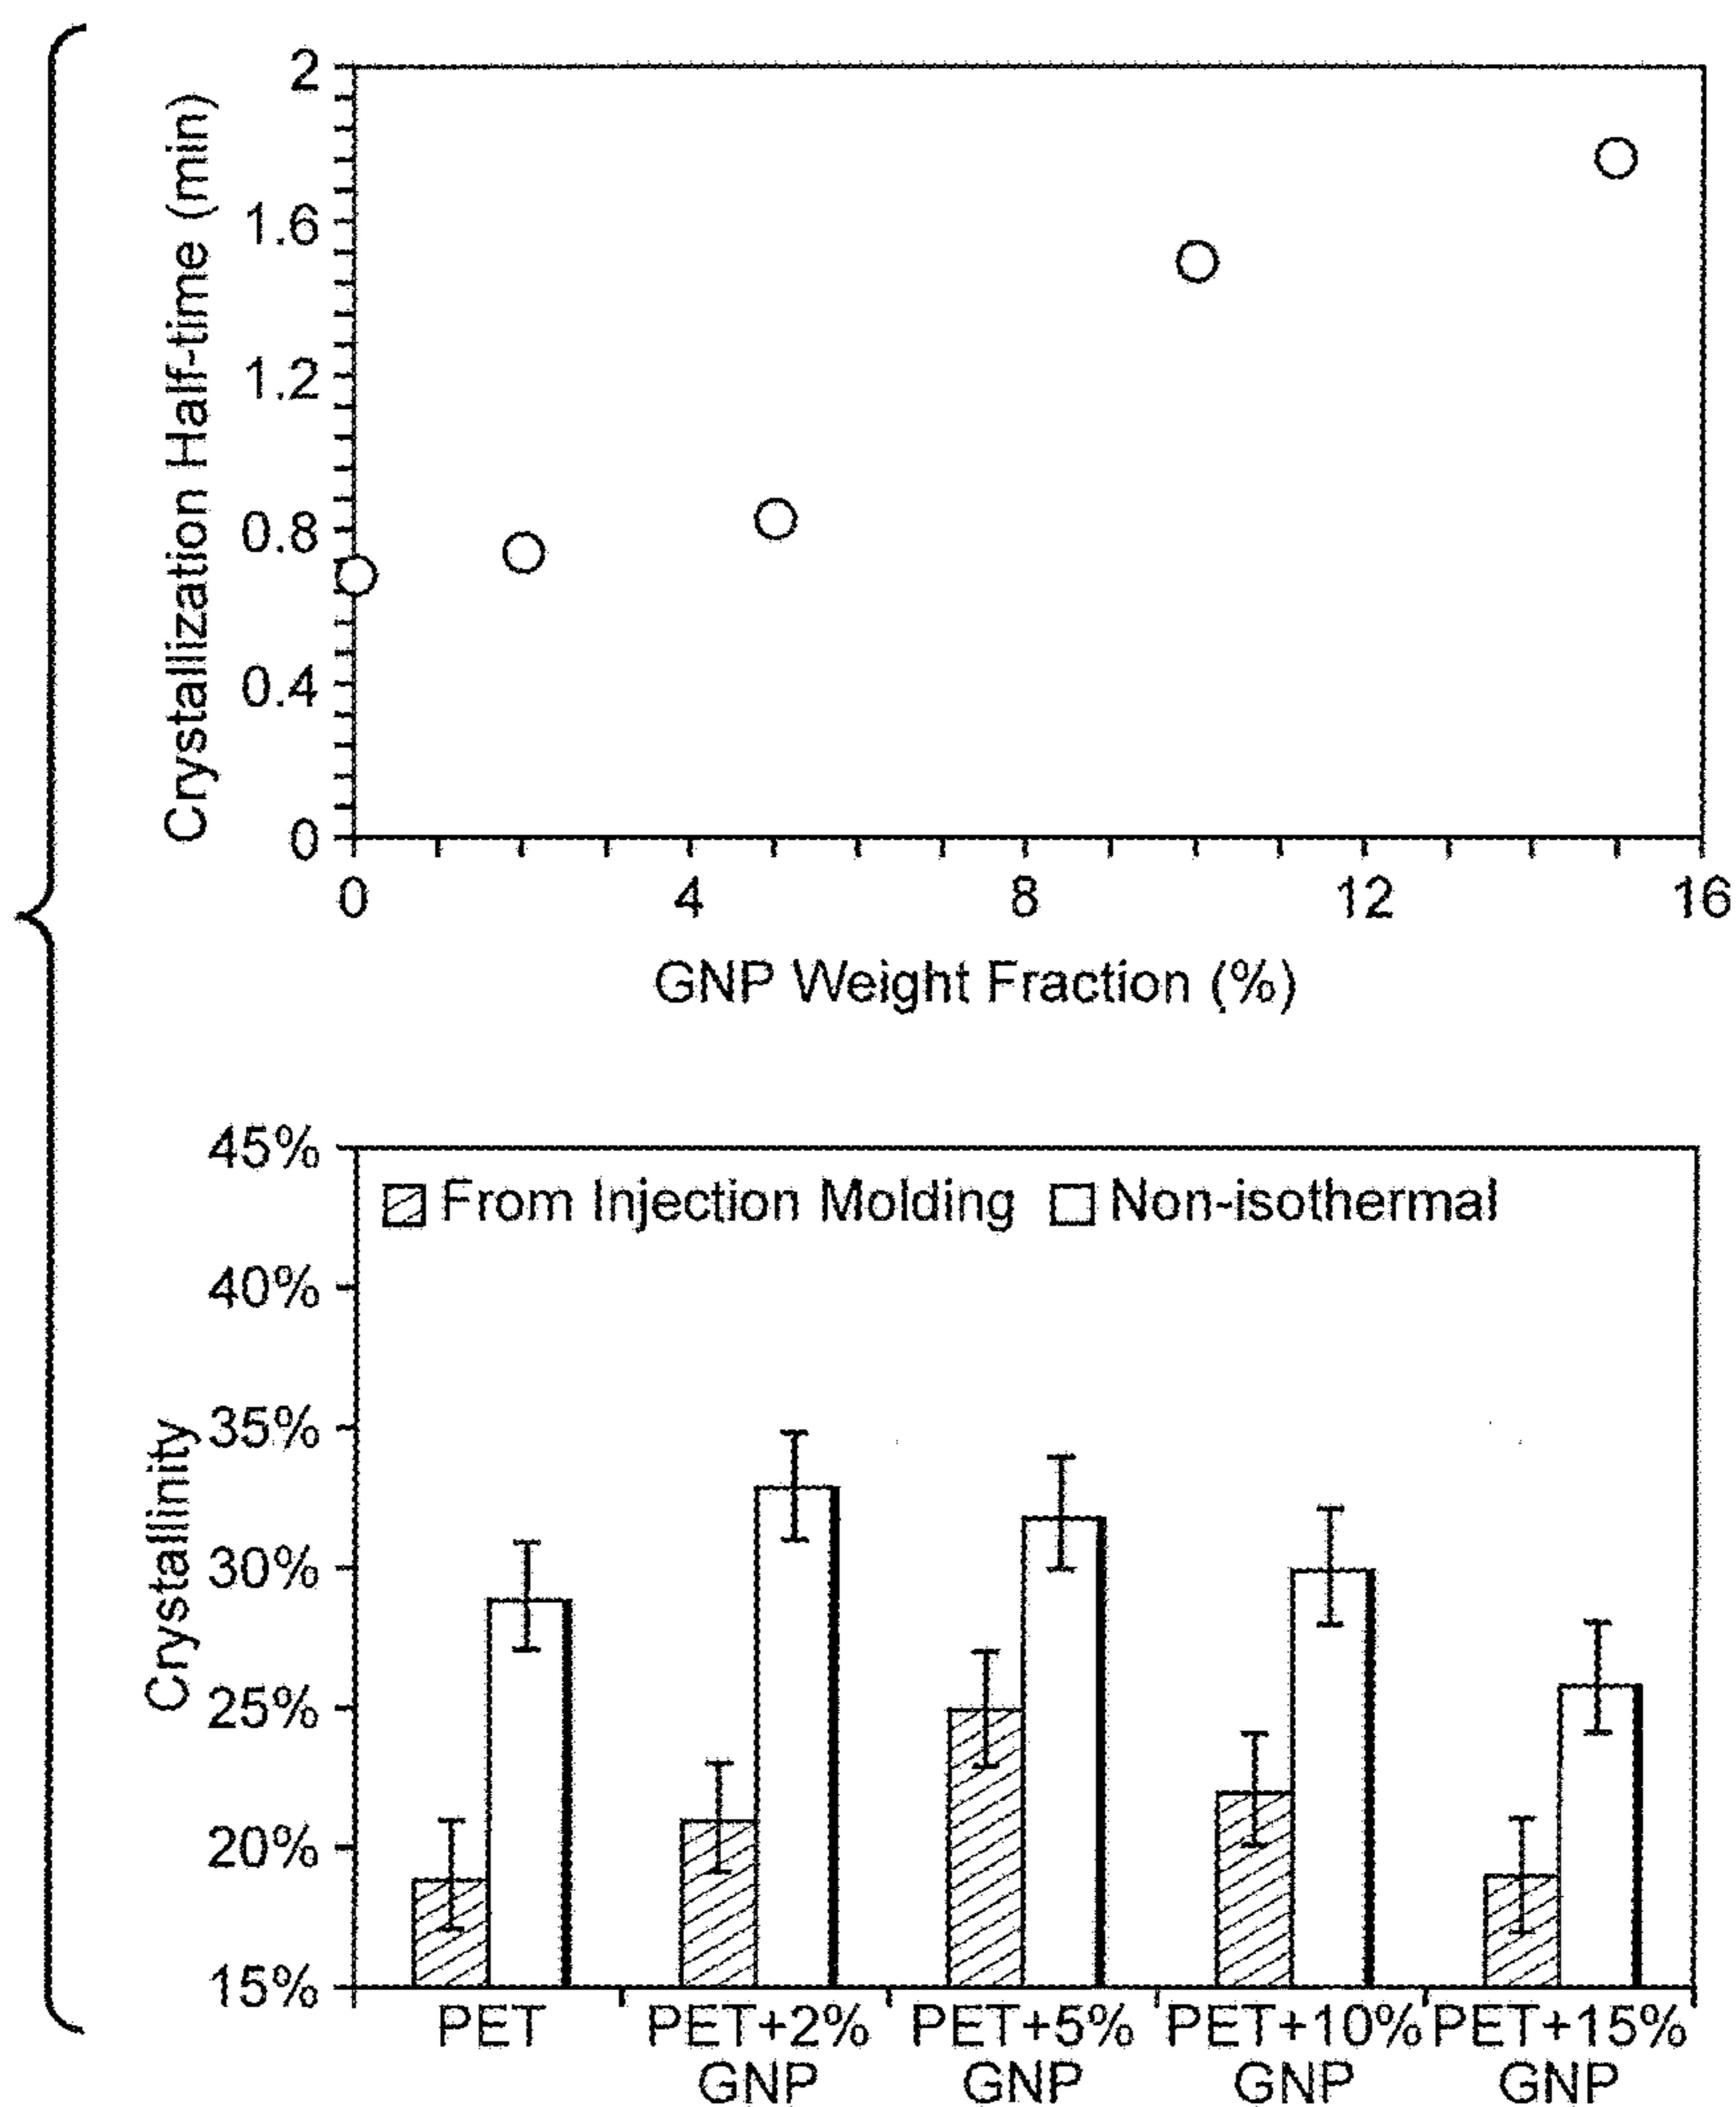 2
1.6
1.2
0.8
0.4
0
Crystallization Half-time (min)
0 4 8 12 16
GNP Weight Fraction (%)
45%
40%
35%
30%
25%
20%
15%
Crystallinity
From Injection Molding Non-isothermal
PET PET+2% GNP PET+5% GNP PET+10% GNP PET+15% GNP